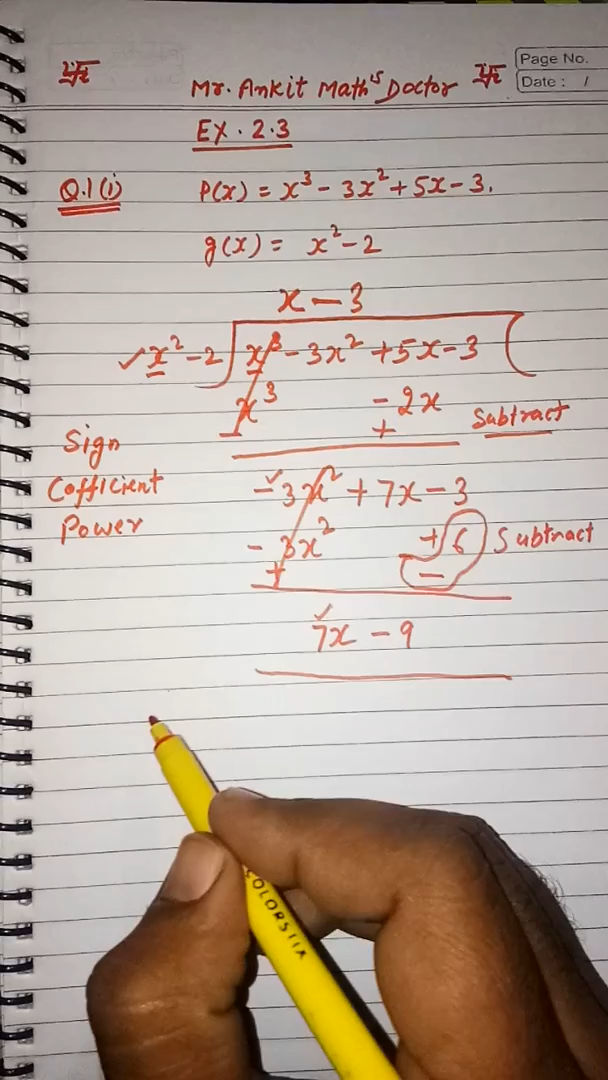 Page No.
Date : /
Mr. Ankit Math's Doctor
EX. 2.3
Q.1(i) P(x) = x³ - 3x² + 5x - 3.
g(x) = x² - 2
x - 3
✓x² - 2 x³ - 3x² + 5x - 3
x³ - 2x Subtract
- +
Sign
- 3x² + 7x - 3
Cofficient
Power
- 3x² + 6 Subtract
+ -
7x - 9
COLORSIIX